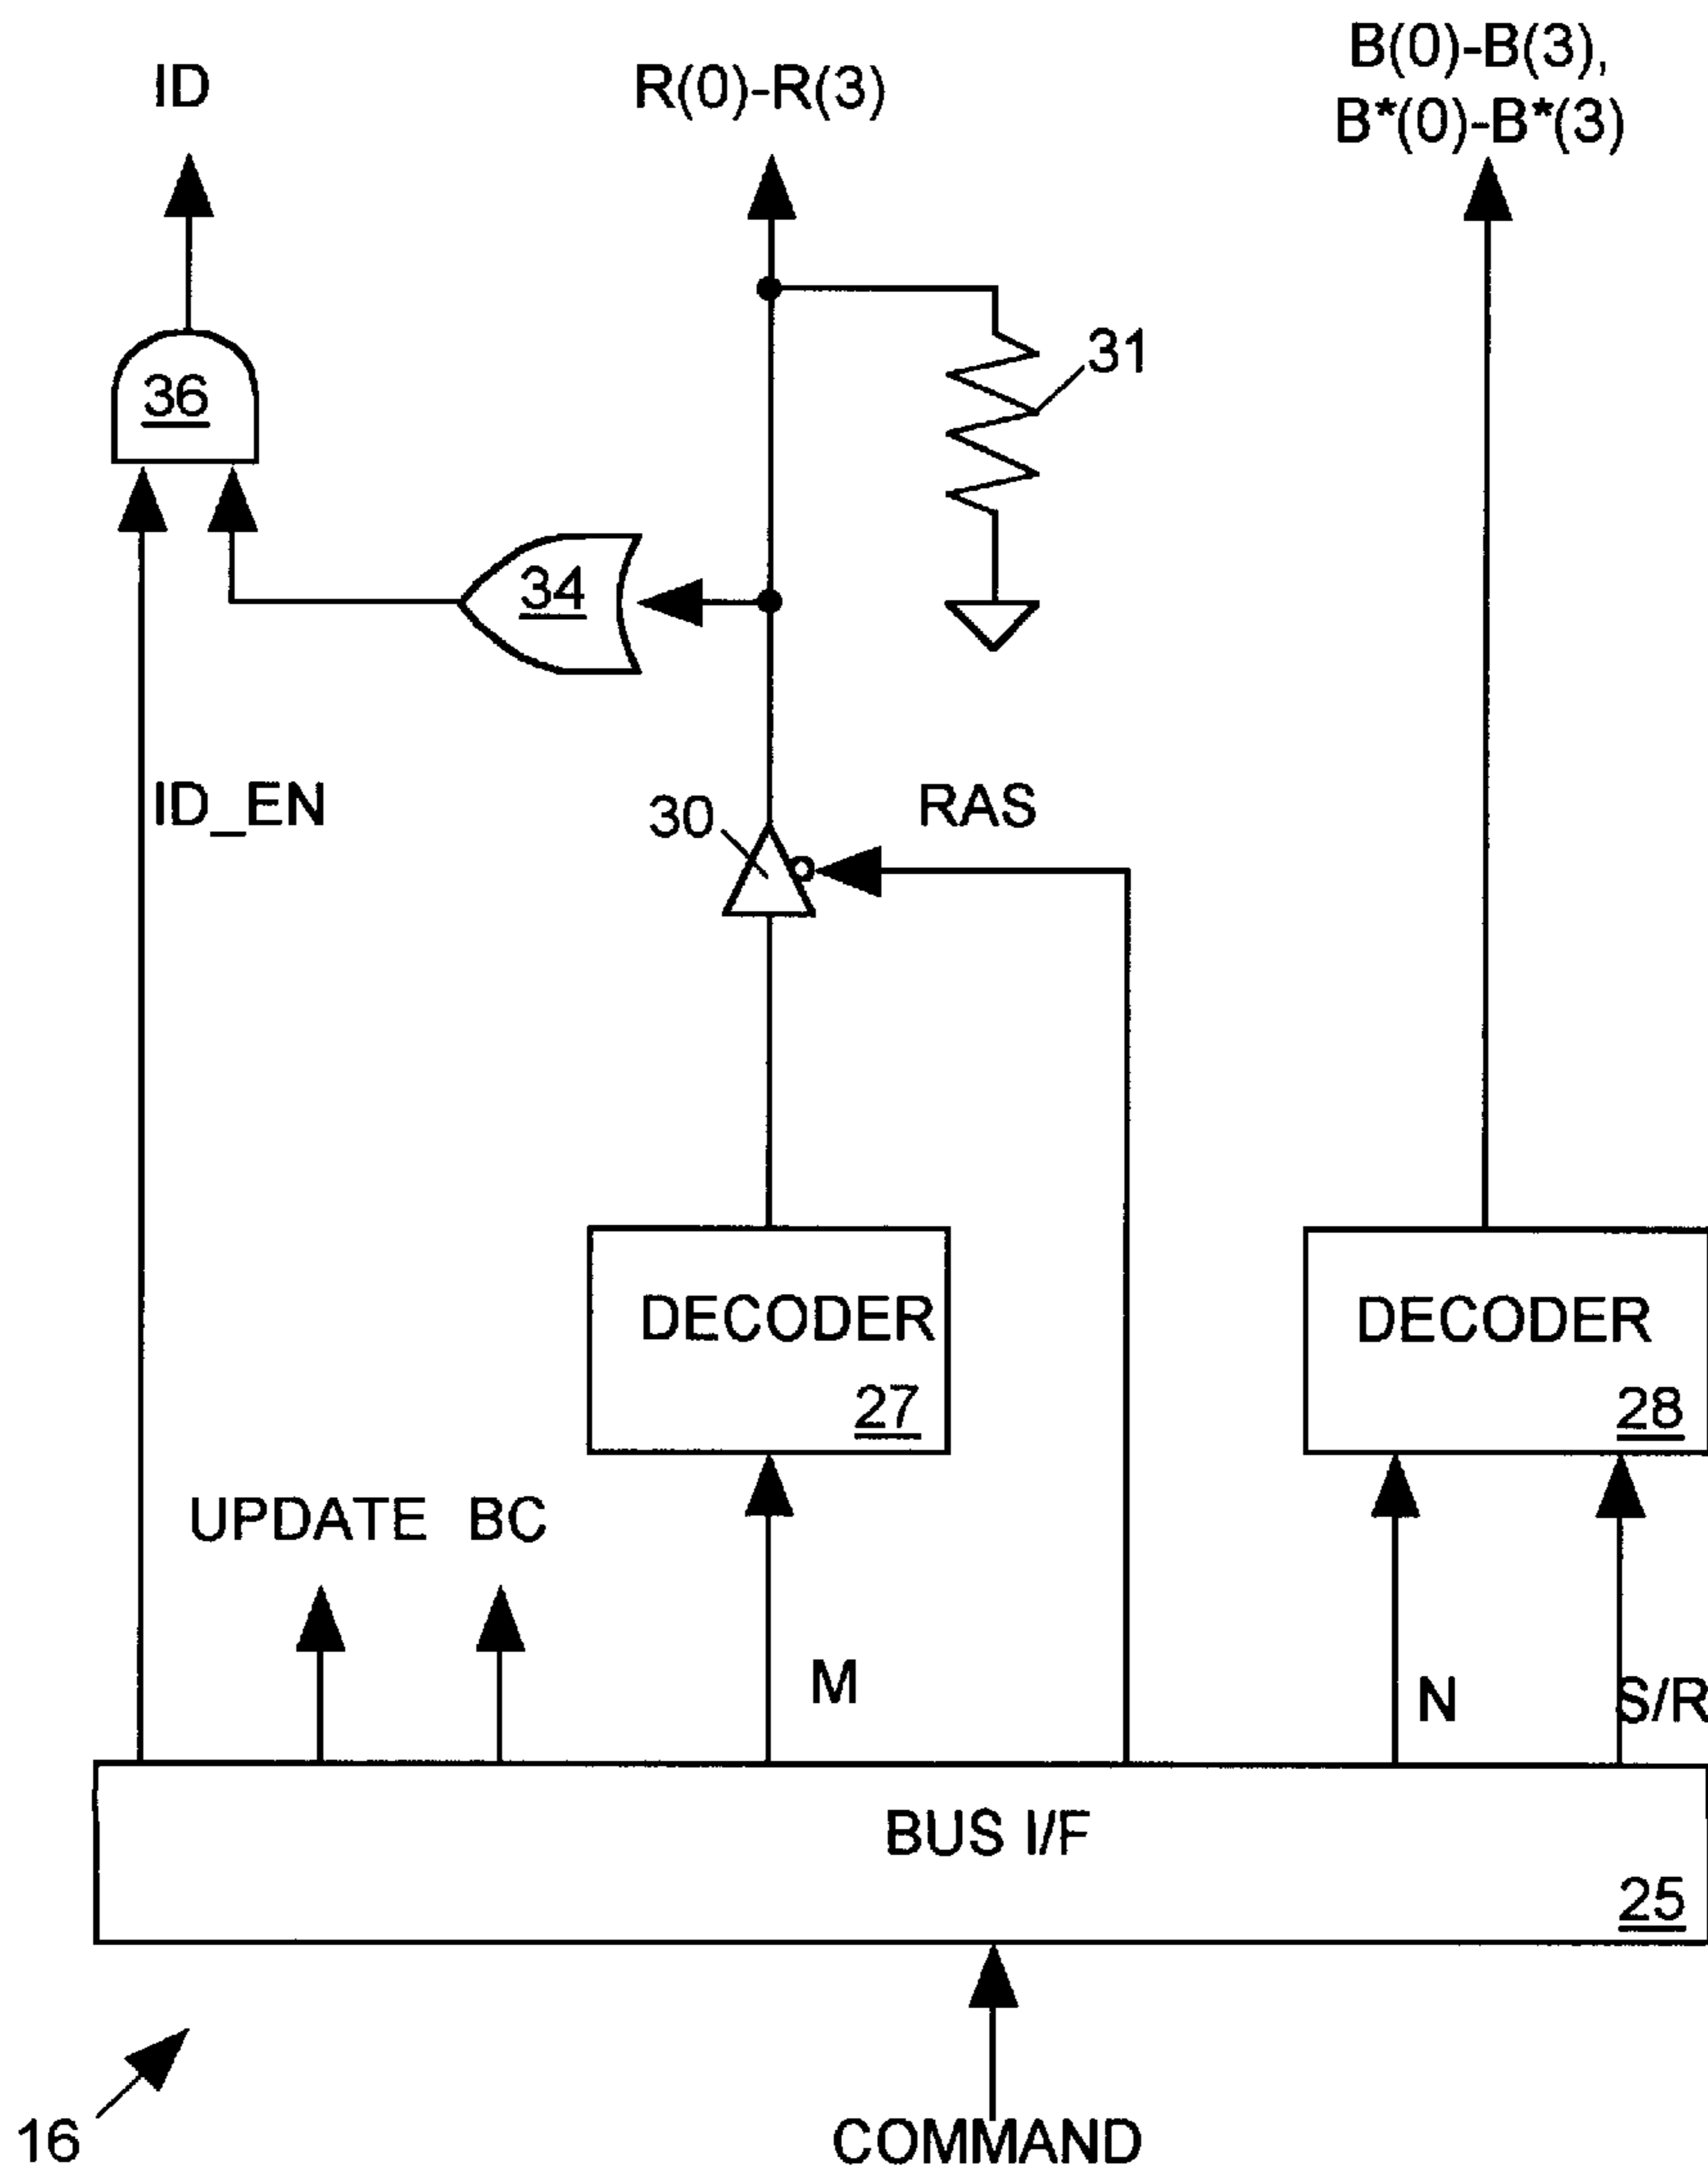 ID
R(0)-R(3)
B(0)-B(3),
B*(0)-B*(3)
31
36
34
ID_EN
30
RAS
DECODER
27
DECODER
28
UPDATE
BC
M
N
S/R
BUS I/F
25
16
COMMAND